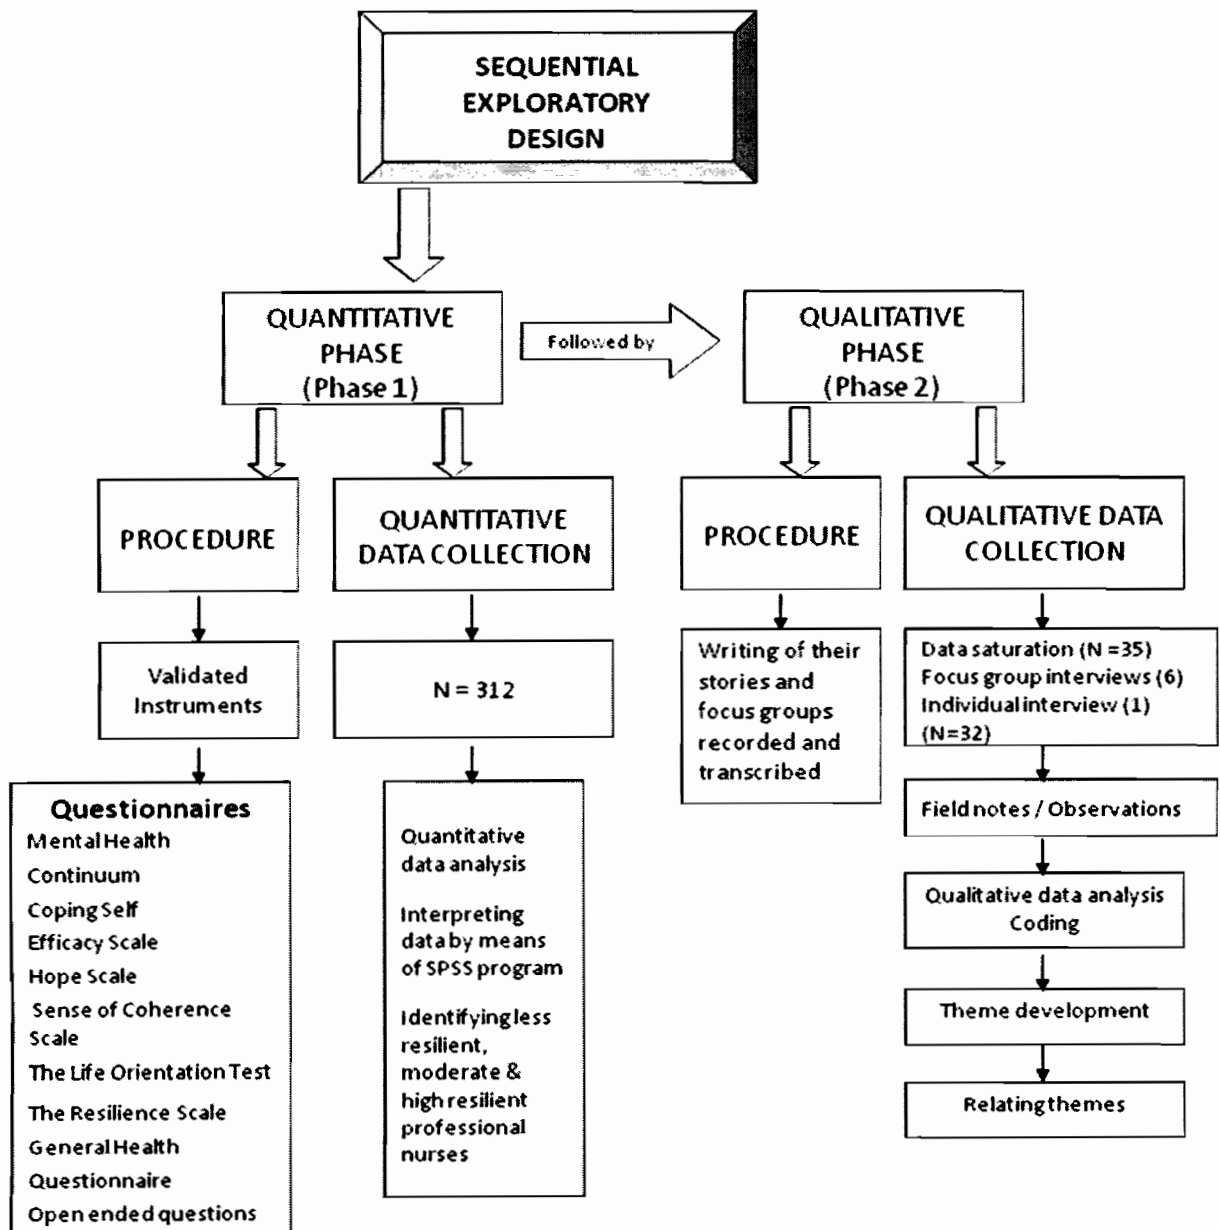 SEQUENTIAL
EXPLORATORY
DESIGN
QUANTITATIVE
PHASE
(Phase 1)
Followed by
QUALITATIVE
PHASE
(Phase 2)
PROCEDURE
QUANTITATIVE
DATA COLLECTION
PROCEDURE
QUALITATIVE DATA
COLLECTION
Validated
Instruments
N = 312
Writing of their
stories and
focus groups
recorded and
transcribed
Data saturation (N =35)
Focus group interviews (6)
Individual interview (1)
(N=32)
Questionnaires
Mental Health
Continuum
Coping Self
Efficacy Scale
Hope Scale
Sense of Coherence
Scale
The Life Orientation Test
The Resilience Scale
General Health
Questionnaire
Open ended questions
Quantitative
data analysis
Interpreting
data by means
of SPSS program
Identifying less
resilient,
moderate &
high resilient
professional
nurses
Field notes / Observations
Qualitative data analysis
Coding
Theme development
Relating themes